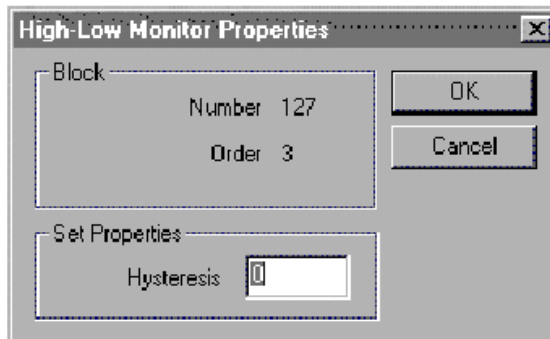 High-Low Monitor Properties
Block
Number 127
Order 3
OK
Cancel
Set Properties
Hysteresis 0